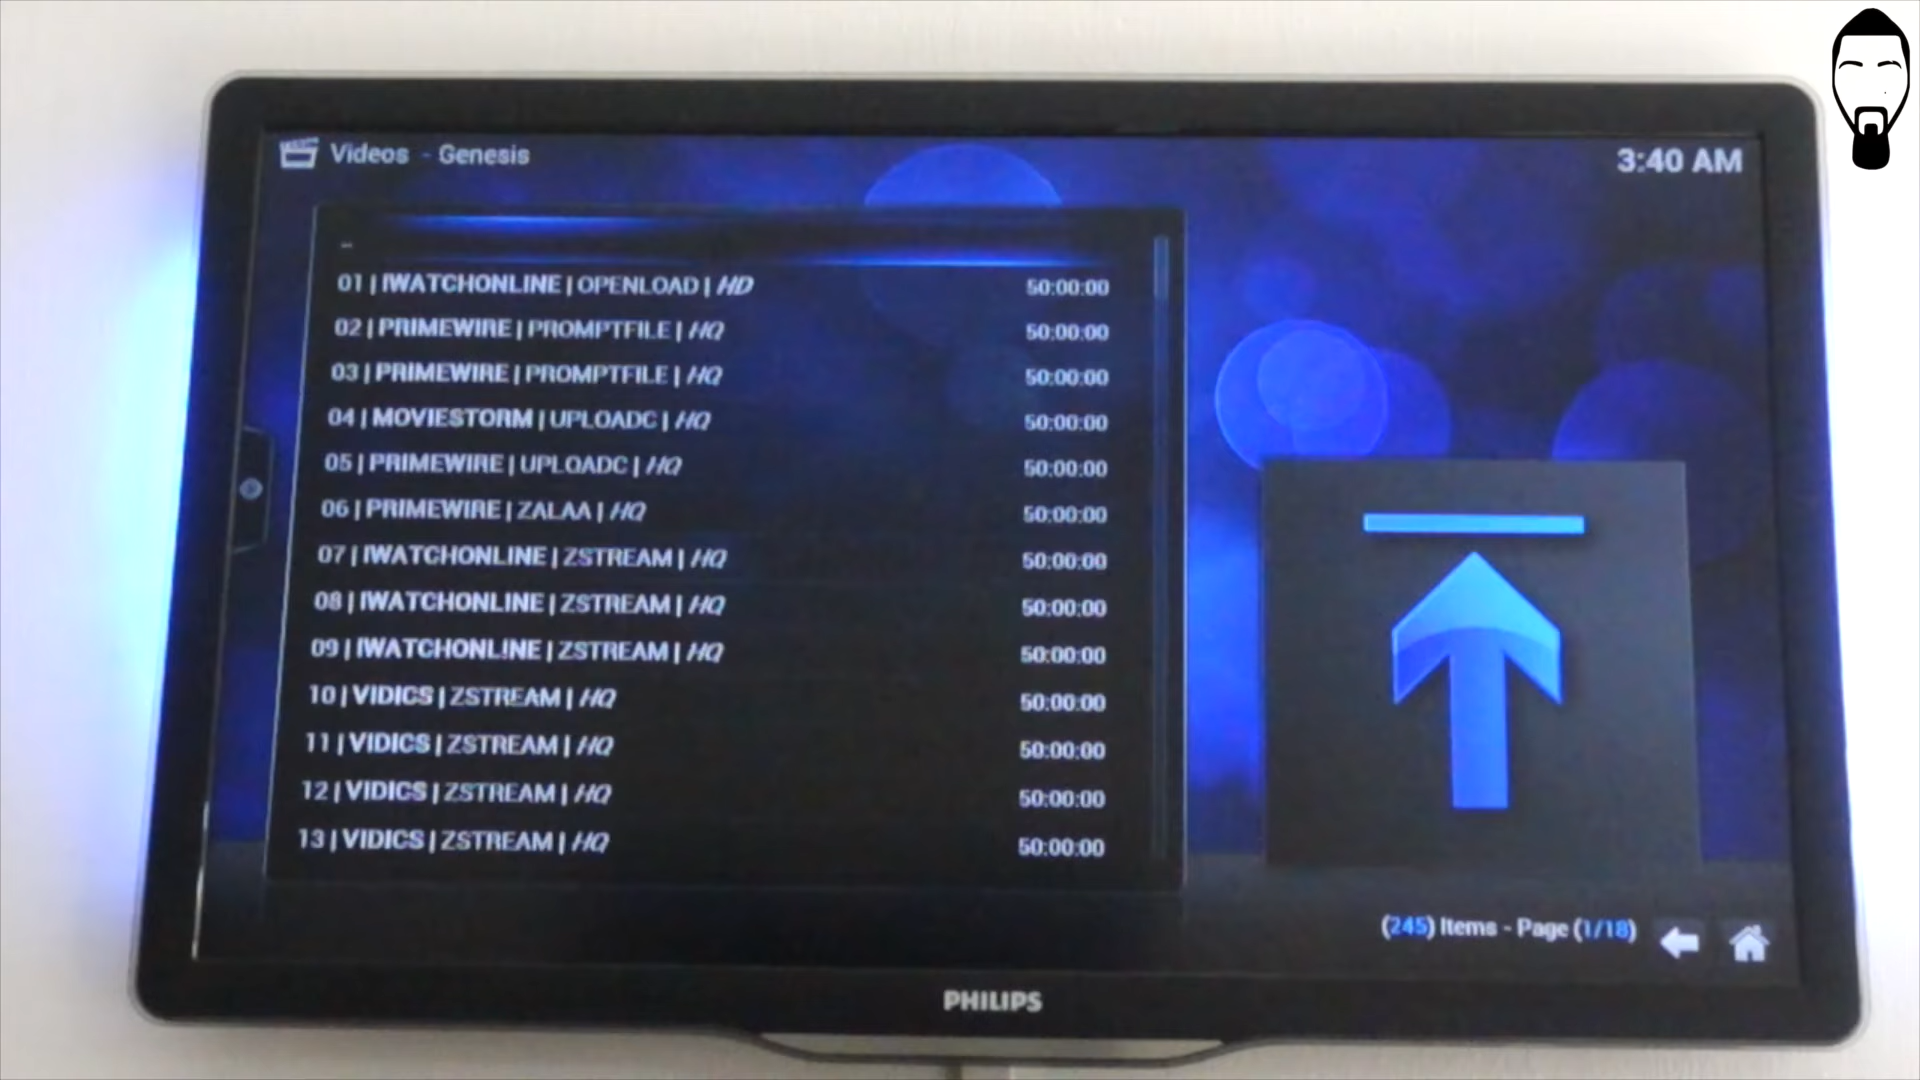 Videos - Genesis
3:40 AM
..
01 | IWATCHONLINE | OPENLOAD | HD 50:00:00
02 | PRIMEWIRE | PROMPTFILE | HQ 50:00:00
03 | PRIMEWIRE | PROMPTFILE | HQ 50:00:00
04 | MOVIESTORM | UPLOADC | HQ 50:00:00
05 | PRIMEWIRE | UPLOADC | HQ 50:00:00
06 | PRIMEWIRE | ZALAA | HQ 50:00:00
07 | IWATCHONLINE | ZSTREAM | HQ 50:00:00
08 | IWATCHONLINE | ZSTREAM | HQ 50:00:00
09 | IWATCHONLINE | ZSTREAM | HQ 50:00:00
10 | VIDICS | ZSTREAM | HQ 50:00:00
11 | VIDICS | ZSTREAM | HQ 50:00:00
12 | VIDICS | ZSTREAM | HQ 50:00:00
13 | VIDICS | ZSTREAM | HQ 50:00:00
(245) Items - Page (1/18)
PHILIPS